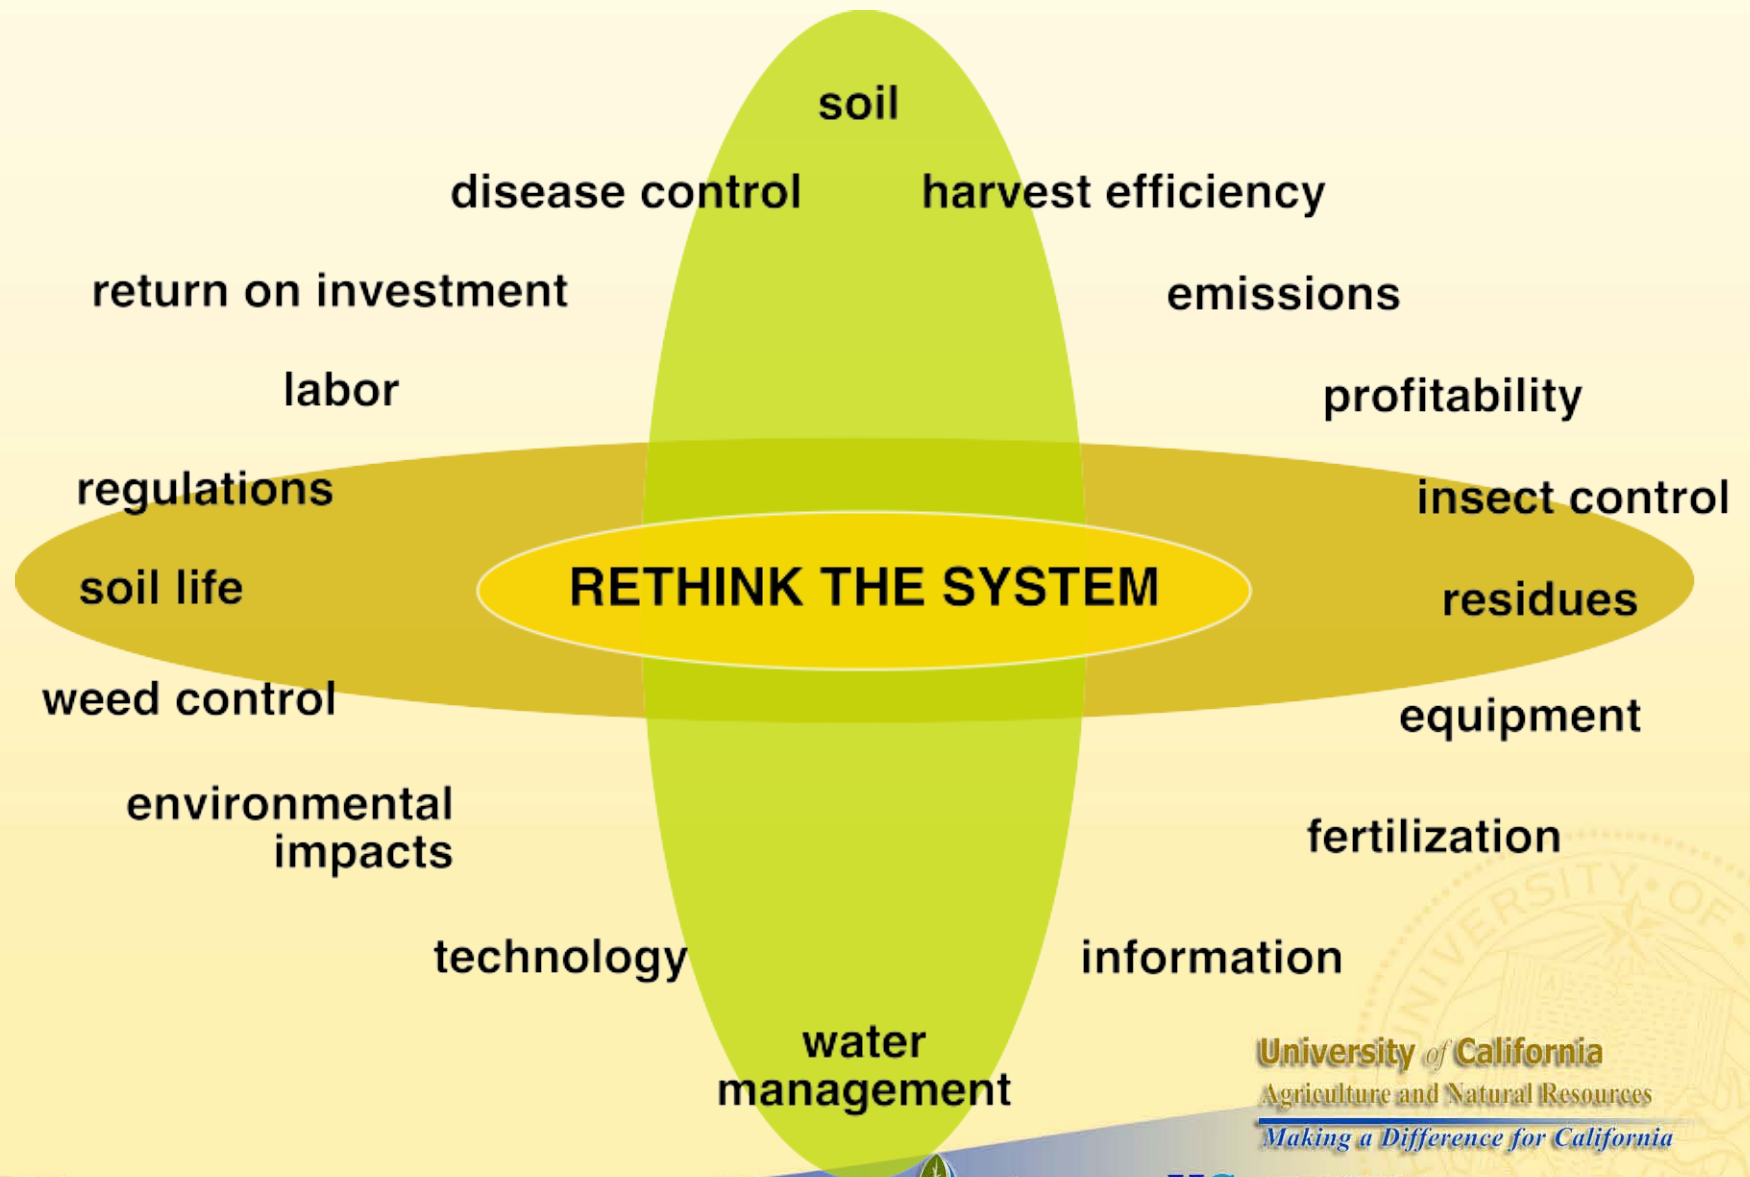 soil
disease control
harvest efficiency
return on investment
emissions
labor
profitability
regulations
insect control
soil life
RETHINK THE SYSTEM
residues
weed control
equipment
environmental
impacts
fertilization
technology
information
water
management
UNIVERSITY OF
University of California
Agriculture and Natural Resources
Making a Difference for California